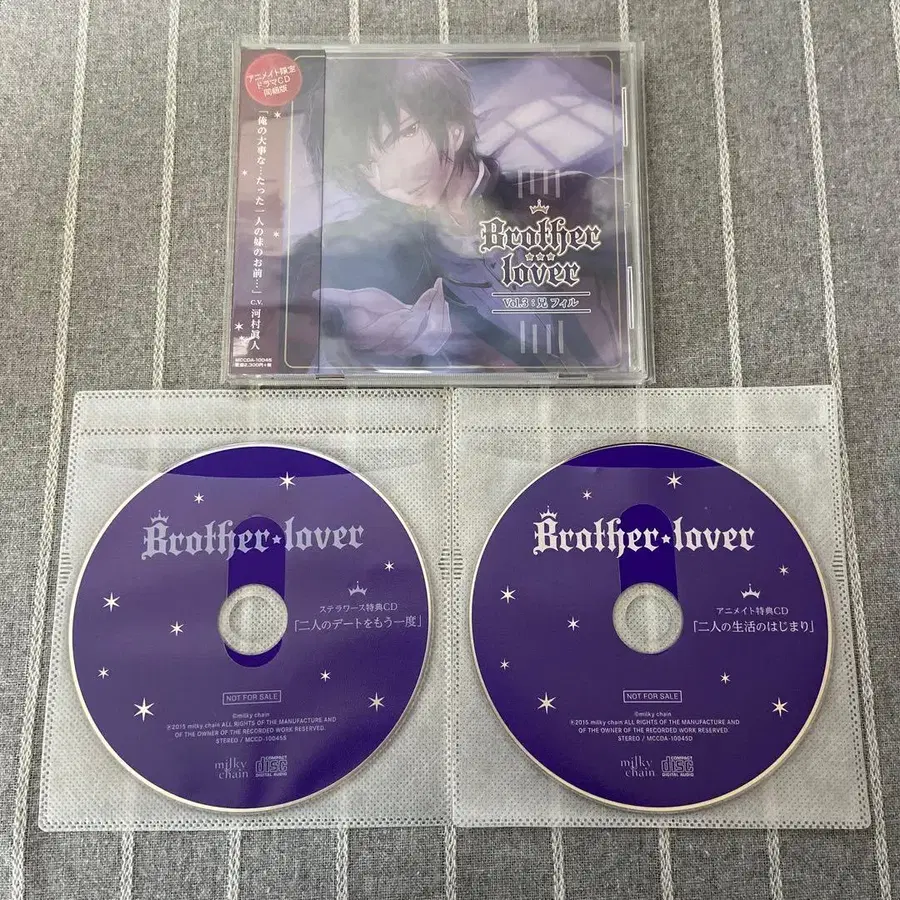 アニメイト限定
ドラマCD
同梱版
「俺の大事な…たった一人の妹のお前…」 C.V.河村眞人
MCCDA-10045
Brother
lover
Vol.3:兄 フィル
Brother★lover
ステラワース特典CD
「二人のデートをもう一度」
NOT FOR SALE
©milky chain
℗2015 milky chain ALL RIGHTS OF THE MANUFACTURE AND
OF THE OWNER OF THE RECORDED WORK RESERVED.
STEREO / MCCD-10045S
milky
chain
COMPACT
disc
DIGITAL AUDIO
Brother★lover
アニメイト特典CD
「二人の生活のはじまり」
NOT FOR SALE
©milky chain
℗2015 milky chain ALL RIGHTS OF THE MANUFACTURE AND
OF THE OWNER OF THE RECORDED WORK RESERVED.
STEREO / MCCDA-10045D
milky
chain
COMPACT
disc
DIGITAL AUDIO